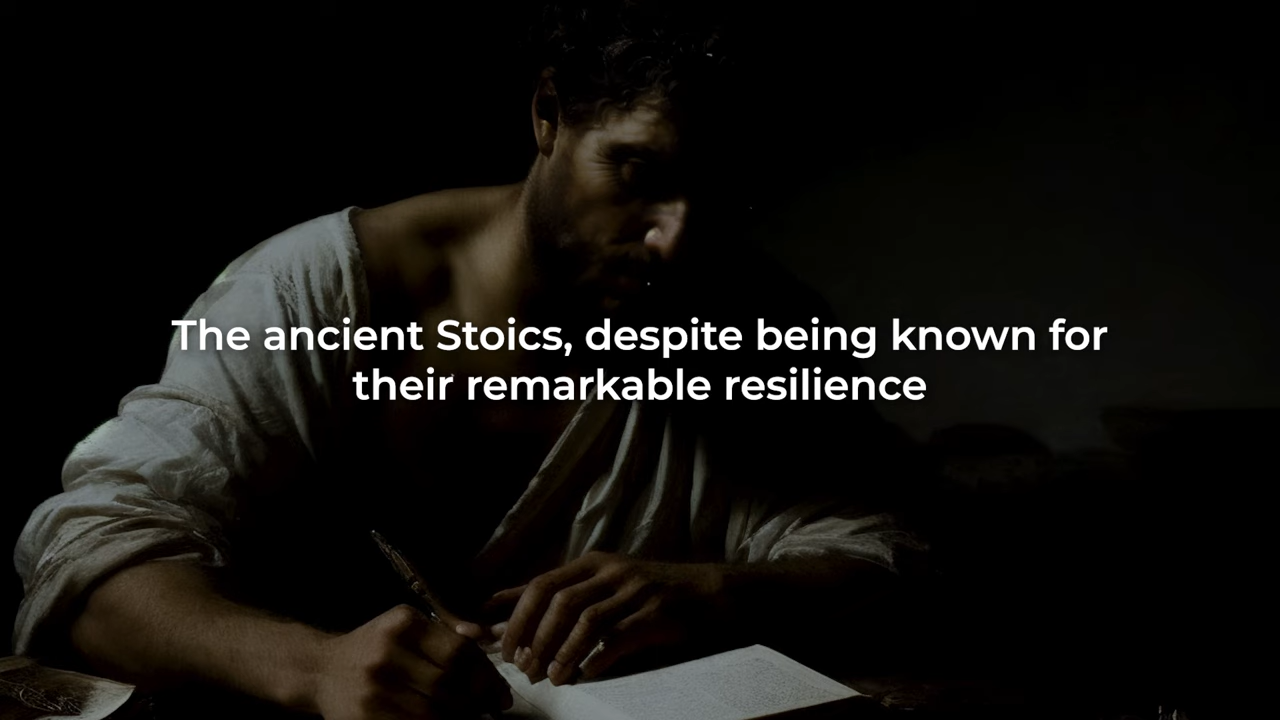 The ancient Stoics, despite being known for
their remarkable resilience